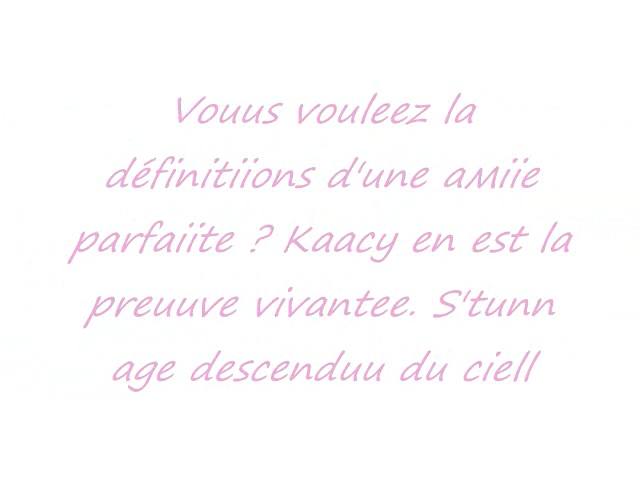 Vouus vouleez la
définitiions d'une aMiie
parfaiite ? Kaacy en est la
preuuve vivantee. S'tunn
age descenduu du ciell